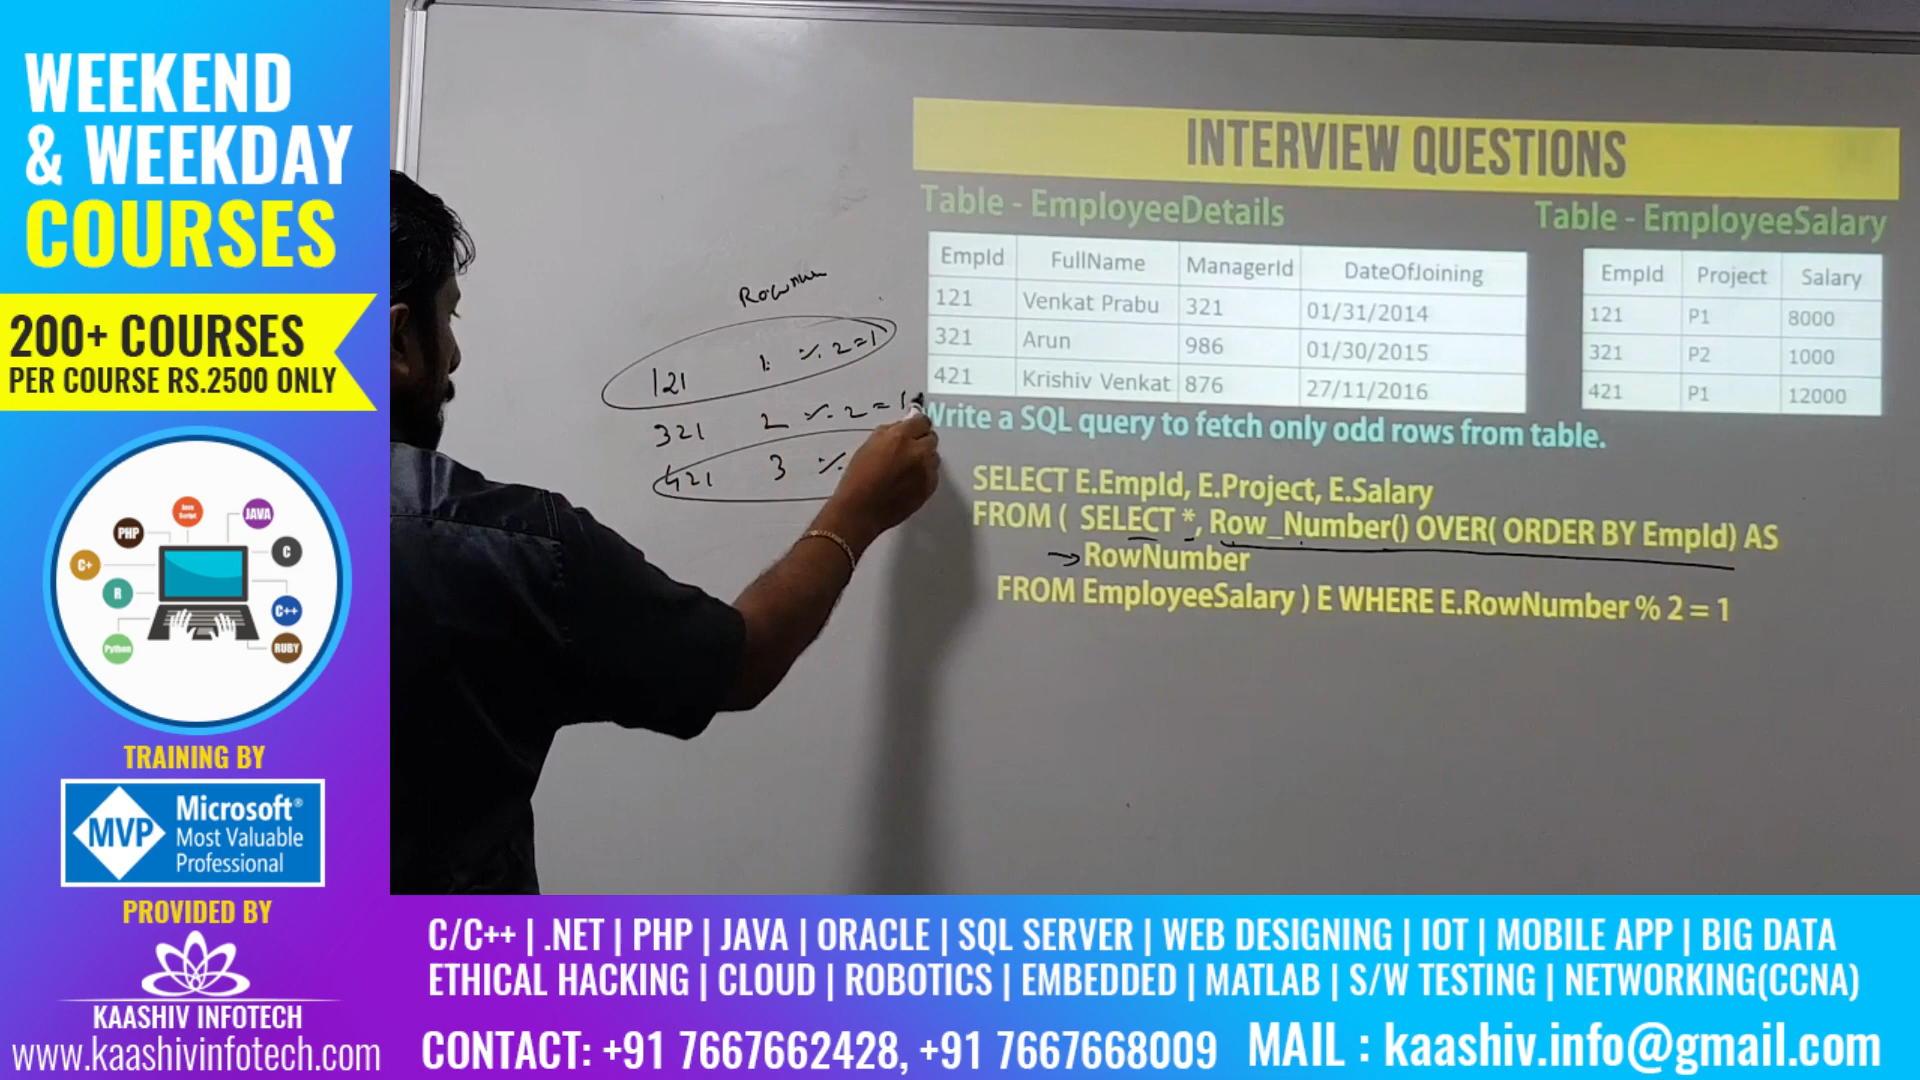 WEEKEND
& WEEKDAY
COURSES
200+ COURSES
PER COURSE RS.2500 ONLY
Java Script
JAVA
PHP
C
C+
R
C++
Python
RUBY
TRAINING BY
MVP
Microsoft®
Most Valuable
Professional
PROVIDED BY
KAASHIV INFOTECH
www.kaashivinfotech.com
Rownum
121 1 % 2 = 1
321 2 % 2 = 1
421 3 %
INTERVIEW QUESTIONS
Table - EmployeeDetails
EmpId FullName ManagerId DateOfJoining
121 Venkat Prabu 321 01/31/2014
321 Arun 986 01/30/2015
421 Krishiv Venkat 876 27/11/2016
Table - EmployeeSalary
EmpId Project Salary
121 P1 8000
321 P2 1000
421 P1 12000
Write a SQL query to fetch only odd rows from table.
SELECT E.EmpId, E.Project, E.Salary
FROM ( SELECT *, Row_Number() OVER( ORDER BY EmpId) AS
RowNumber
FROM EmployeeSalary ) E WHERE E.RowNumber % 2 = 1
C/C++ | .NET | PHP | JAVA | ORACLE | SQL SERVER | WEB DESIGNING | IOT | MOBILE APP | BIG DATA
ETHICAL HACKING | CLOUD | ROBOTICS | EMBEDDED | MATLAB | S/W TESTING | NETWORKING(CCNA)
CONTACT: +91 7667662428, +91 7667668009 MAIL : kaashiv.info@gmail.com